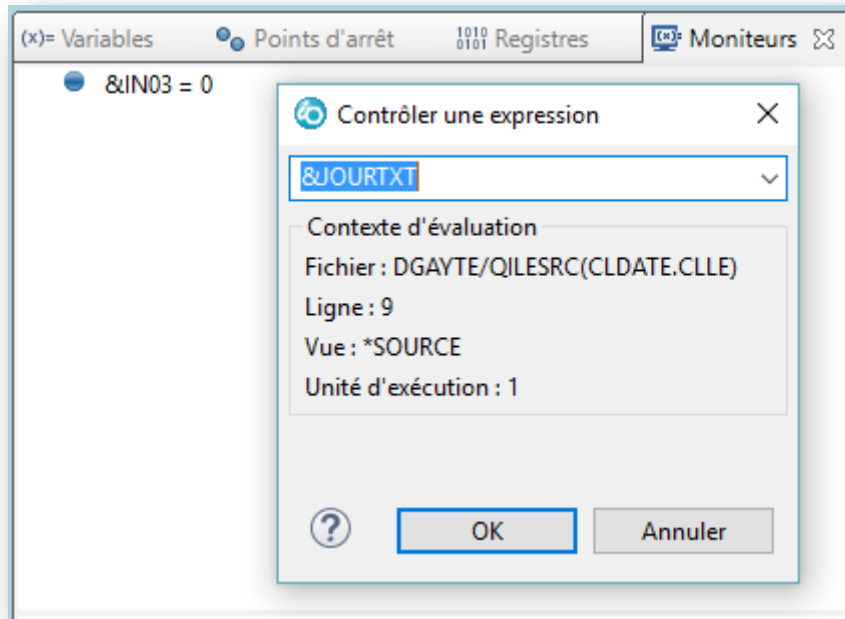 (x)= Variables Points d'arrêt 1010 0101 Registres (x)= Moniteurs
&IN03 = 0
Contrôler une expression
&JOURTXT
Contexte d'évaluation
Fichier : DGAYTE/QILESRC(CLDATE.CLLE)
Ligne : 9
Vue : *SOURCE
Unité d'exécution : 1
? OK Annuler